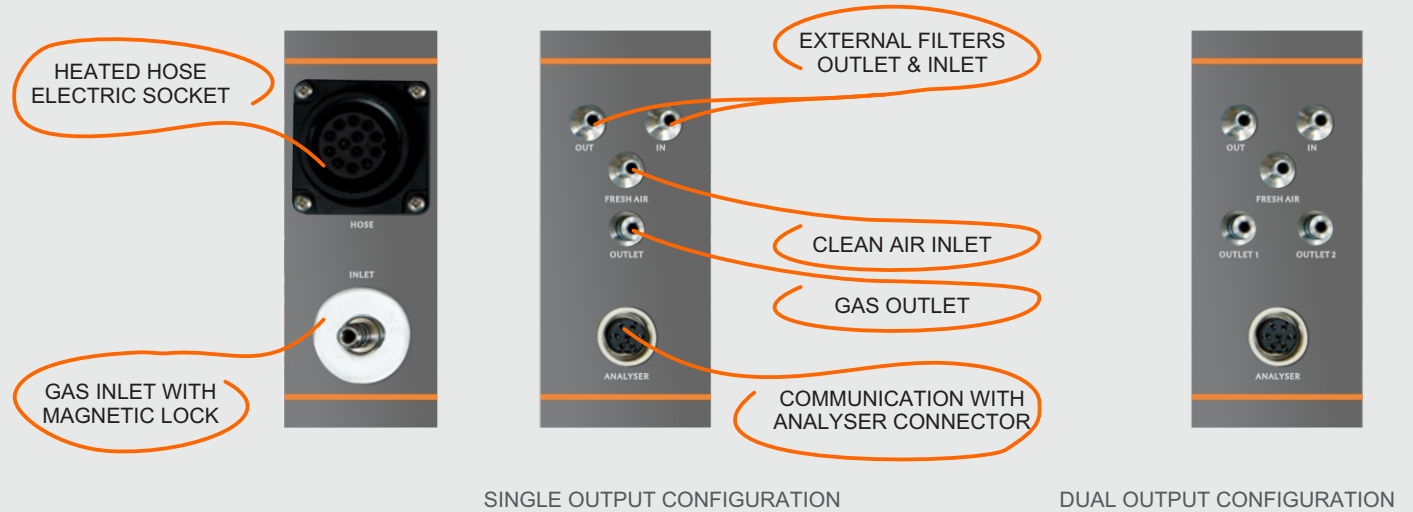 HEATED HOSE
ELECTRIC SOCKET
HOSE
INLET
GAS INLET WITH
MAGNETIC LOCK
EXTERNAL FILTERS
OUTLET & INLET
OUT
IN
FRESH AIR
OUTLET
ANALYSER
CLEAN AIR INLET
GAS OUTLET
COMMUNICATION WITH
ANALYSER CONNECTOR
SINGLE OUTPUT CONFIGURATION
OUT
IN
FRESH AIR
OUTLET 1
OUTLET 2
ANALYSER
DUAL OUTPUT CONFIGURATION